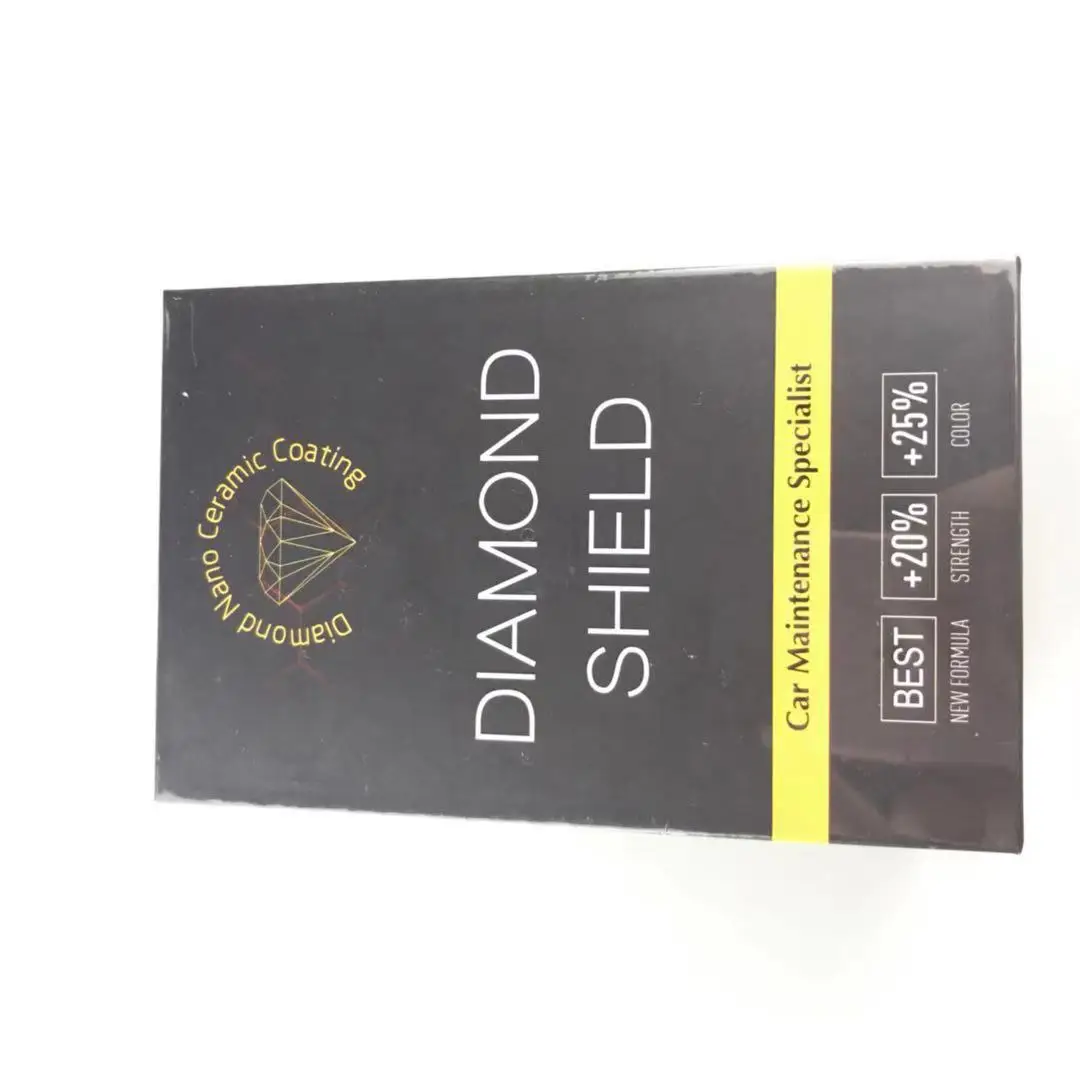 Diamond Nano Ceramic Coating
DIAMOND
SHIELD
Car Maintenance Specialist
BEST +20% +25%
NEW FORMULA STRENGTH COLOR